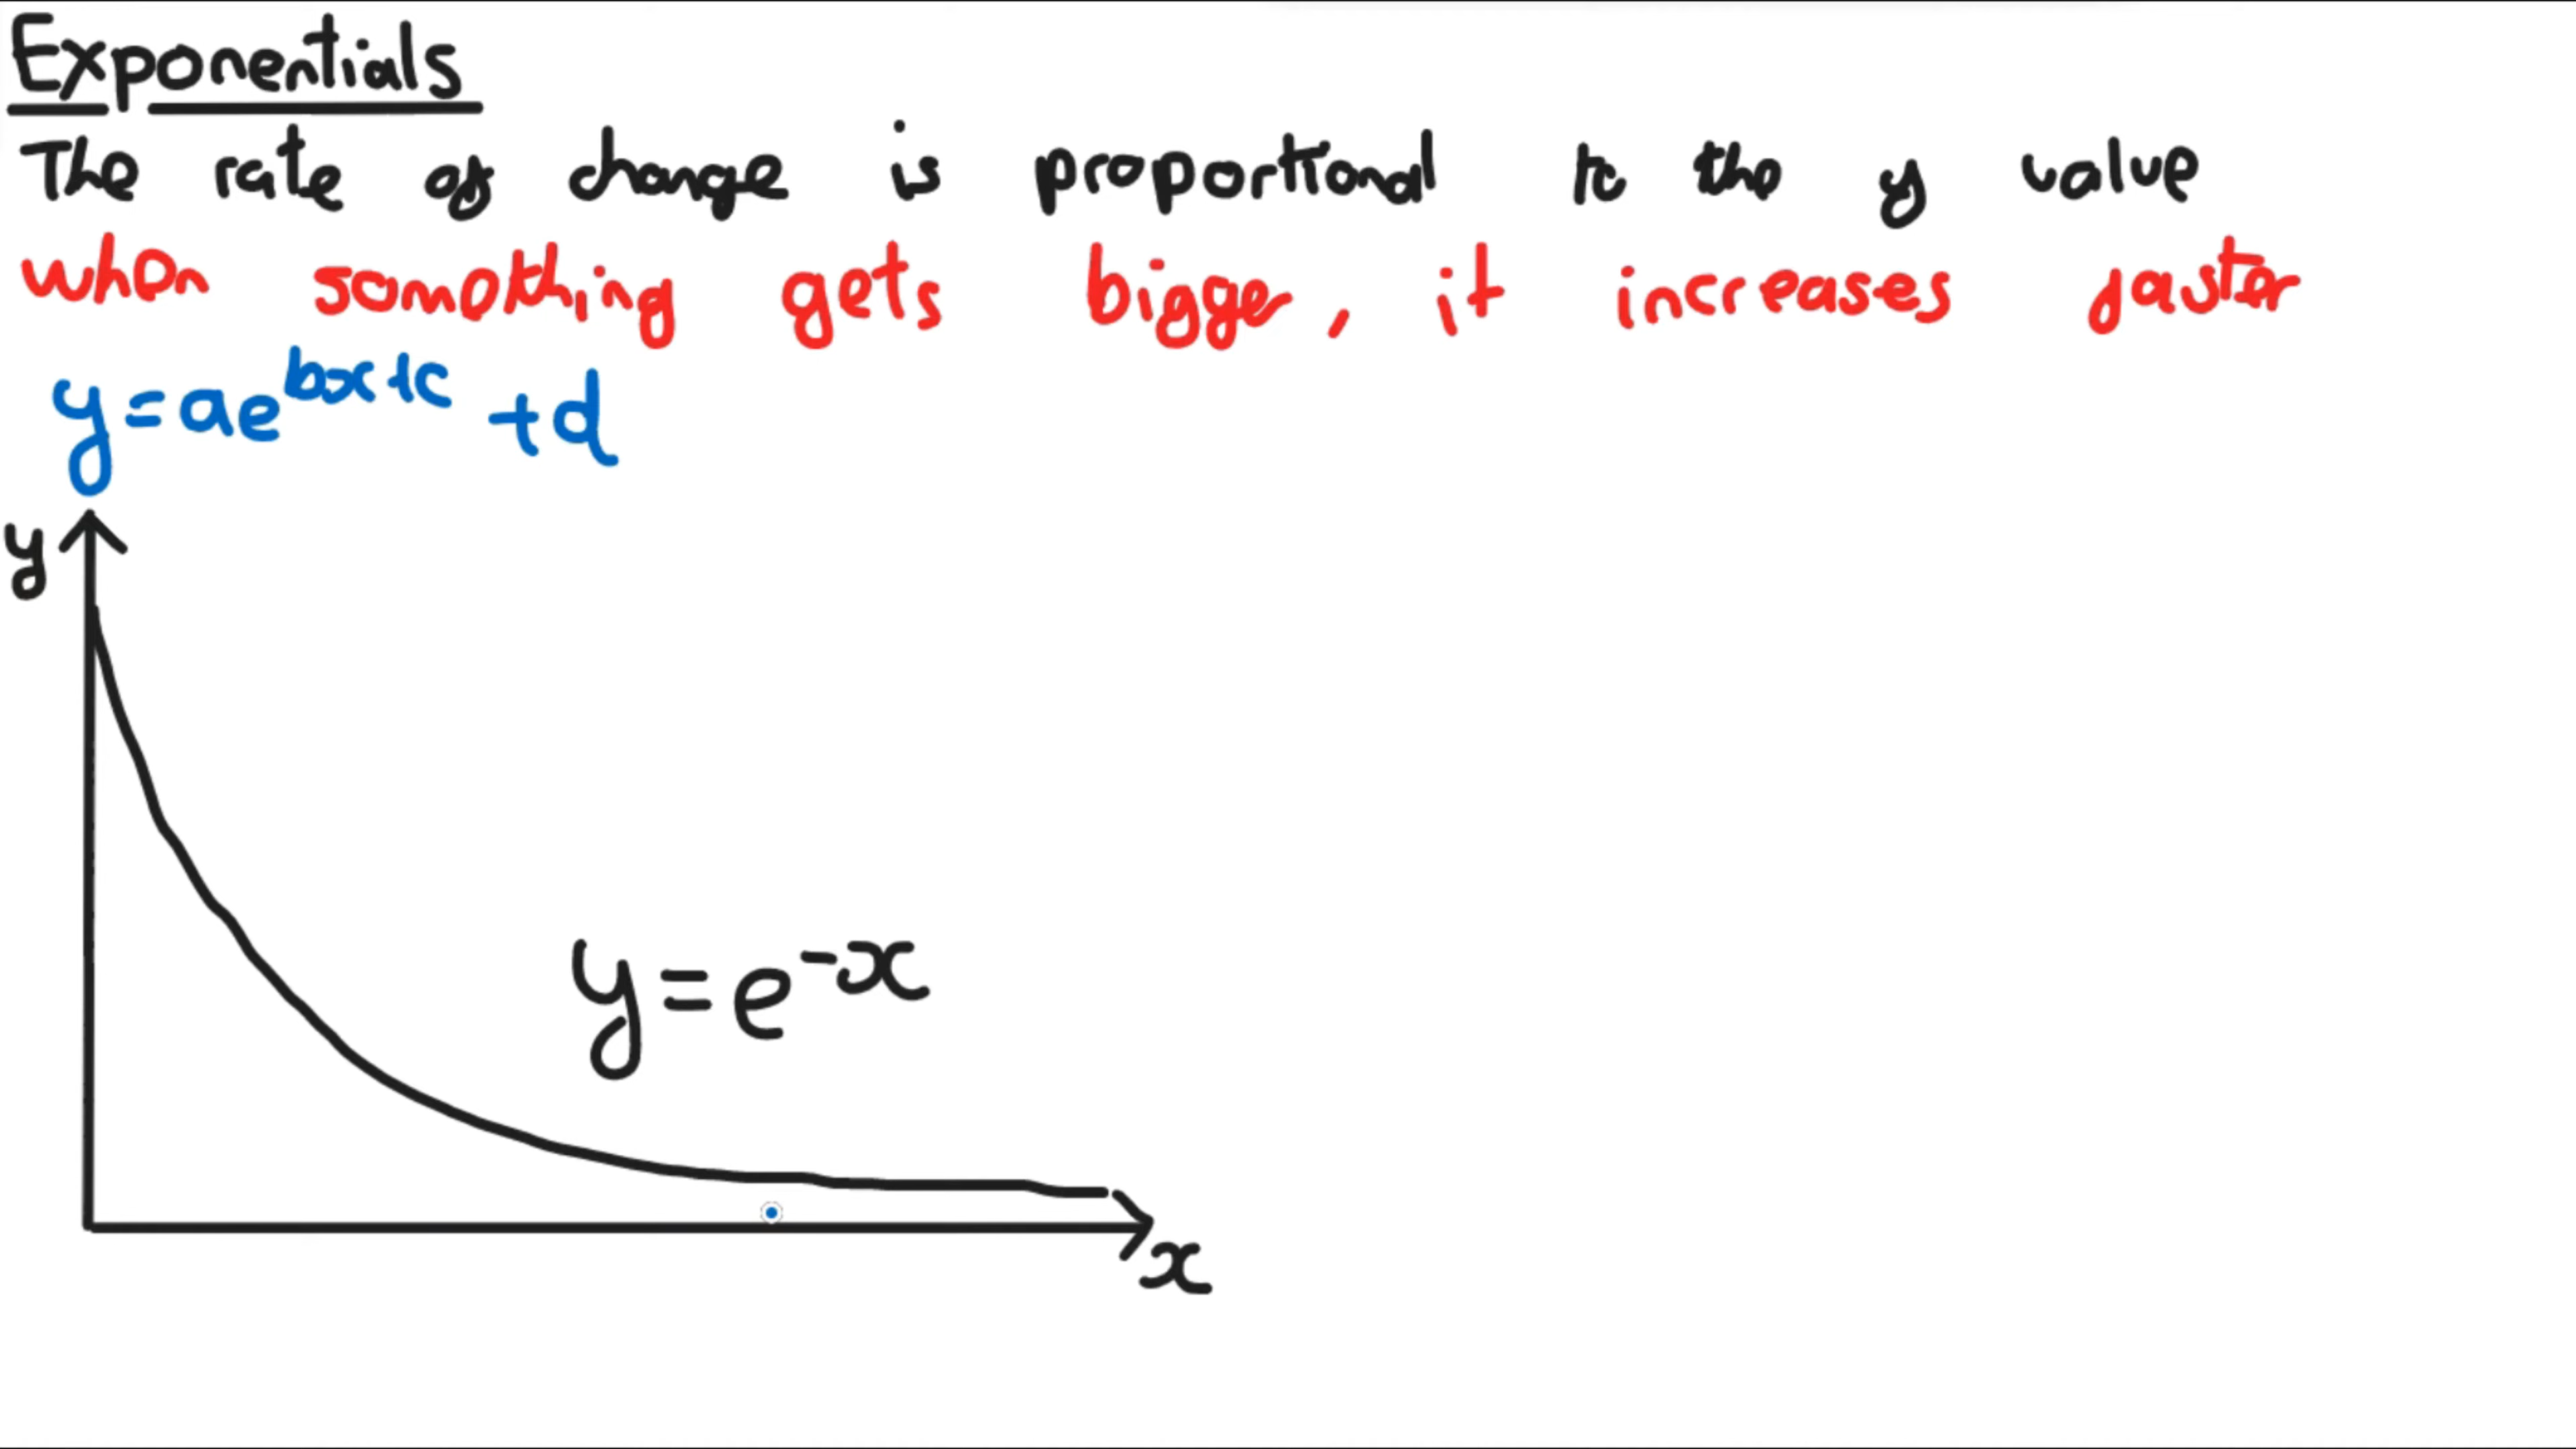 Exponentials
The rate of change is proportional to the y value
when something gets bigger, it increases faster
y=ae^{bx+c} +d
y
y=e^{-x}
x